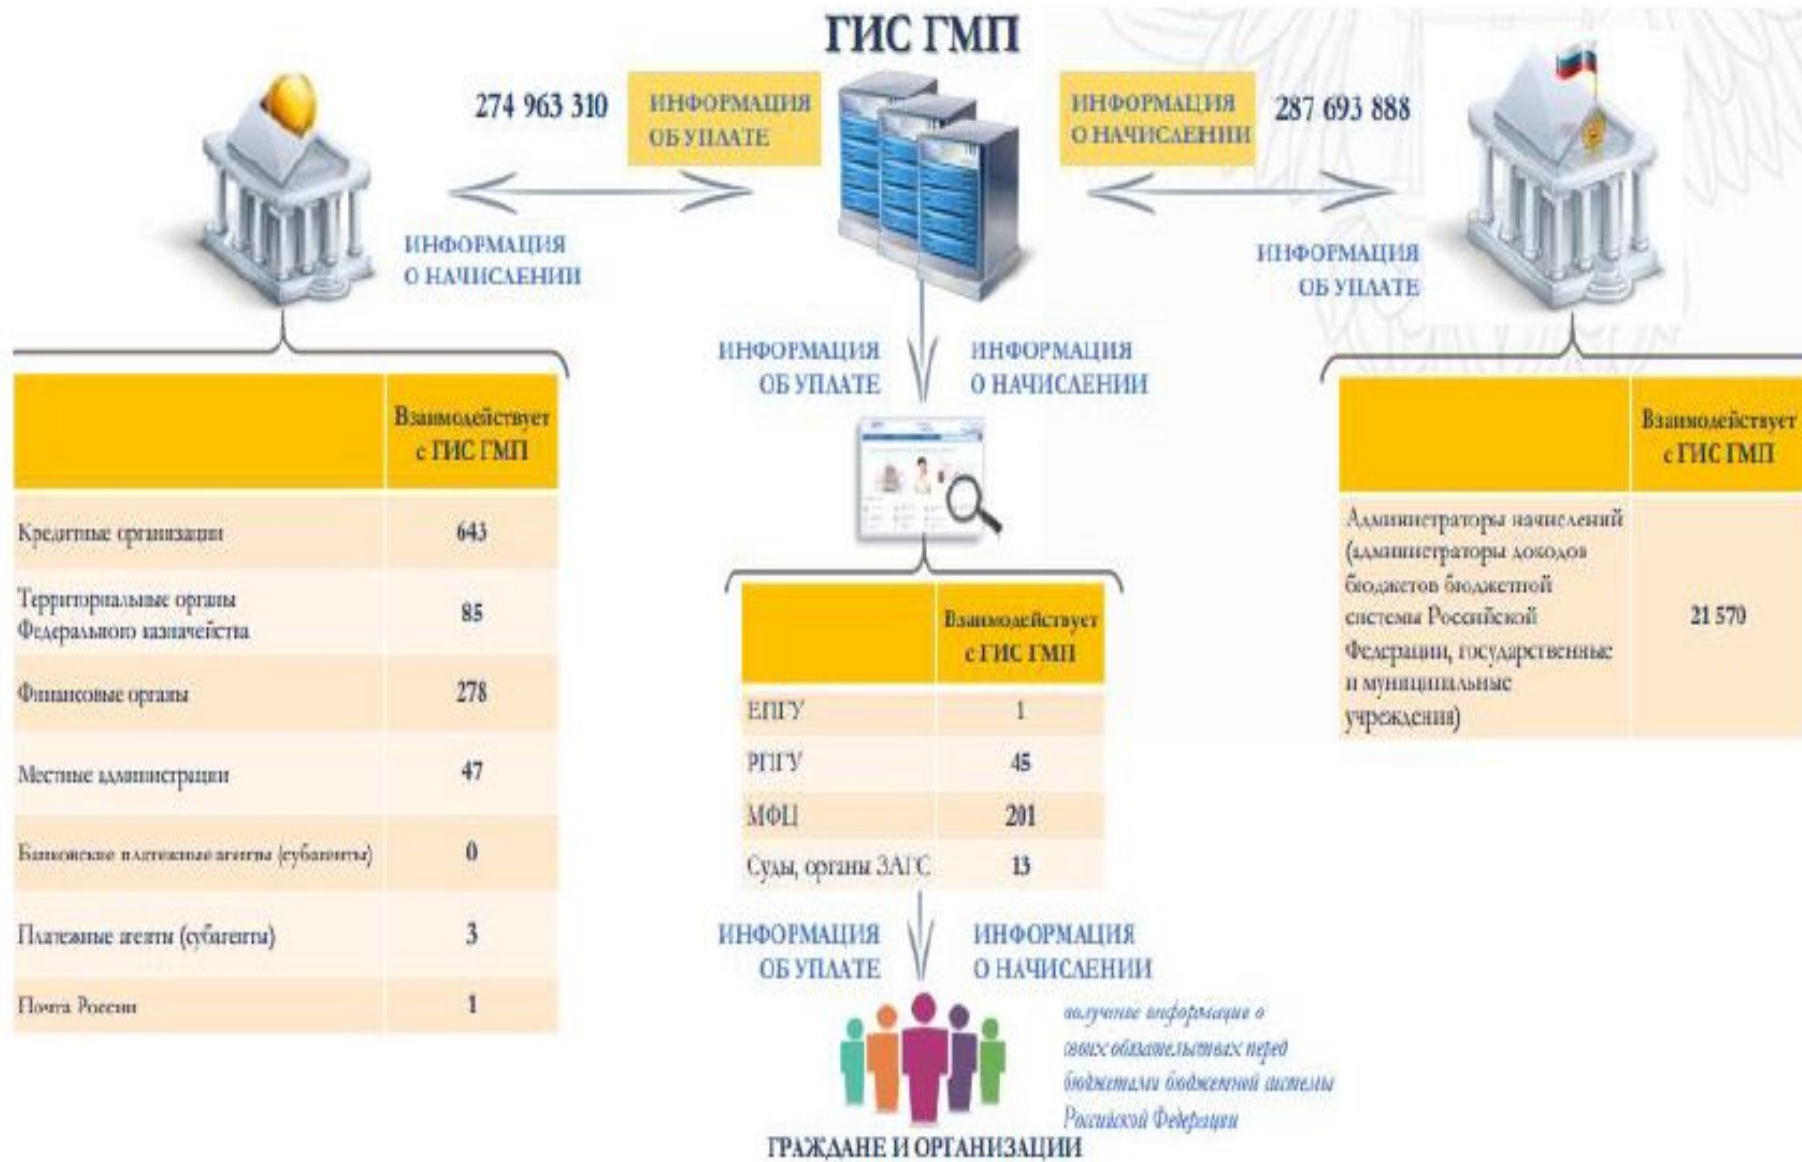 ГИС ГМП
274 963 310
ИНФОРМАЦИЯ
ОБ УПЛАТЕ
ИНФОРМАЦИЯ
О НАЧИСЛЕНИИ
287 693 888
ИНФОРМАЦИЯ
О НАЧИСЛЕНИИ
ИНФОРМАЦИЯ
ОБ УПЛАТЕ
ИНФОРМАЦИЯ
ОБ УПЛАТЕ
ИНФОРМАЦИЯ
О НАЧИСЛЕНИИ
Взаимодействует
с ГИС ГМП
Кредитные организации 643
Территориальные органы
Федерального казначейства 85
Финансовые органы 278
Местные администрации 47
Банковские платежные агенты (субагенты) 0
Платежные агенты (субагенты) 3
Почта России 1
Взаимодействует
с ГИС ГМП
ЕПГУ 1
РПГУ 45
МФЦ 201
Суды, органы ЗАГС 13
Взаимодействует
с ГИС ГМП
Администраторы начислений
(администраторы доходов
бюджетов бюджетной
системы Российской
Федерации, государственные
и муниципальные
учреждения)
21 570
ИНФОРМАЦИЯ
ОБ УПЛАТЕ
ИНФОРМАЦИЯ
О НАЧИСЛЕНИИ
получение информации о
своих обязательствах перед
бюджетами бюджетной системы
Российской Федерации
ГРАЖДАНЕ И ОРГАНИЗАЦИИ